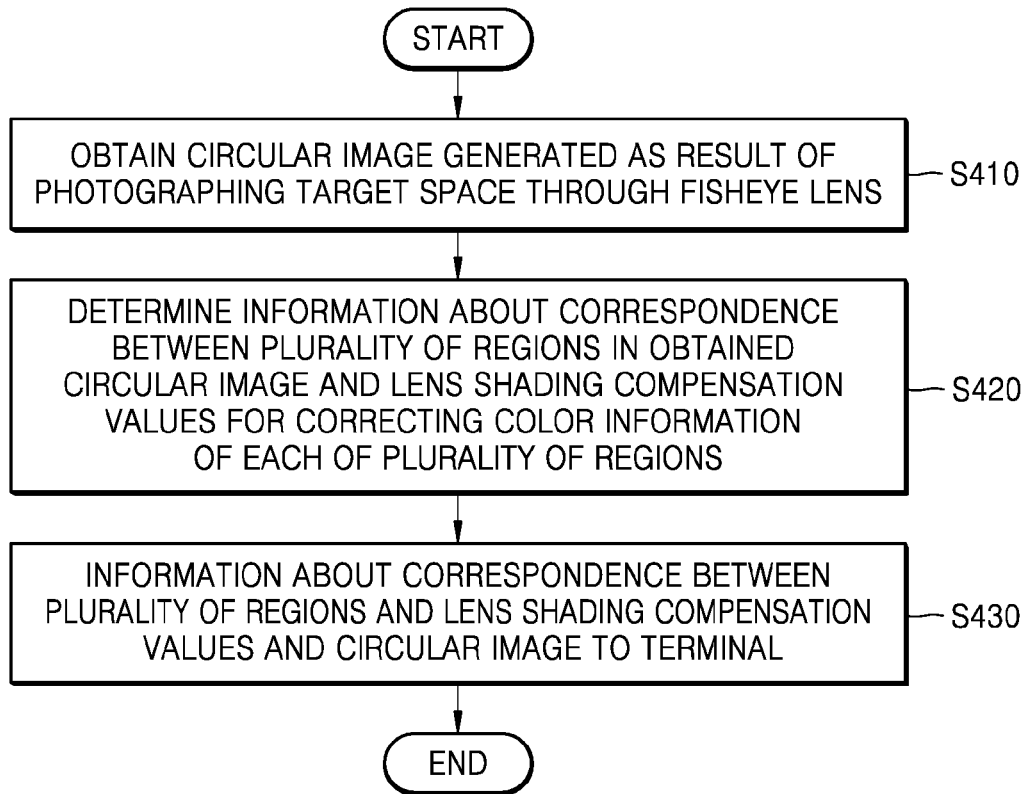 START
OBTAIN CIRCULAR IMAGE GENERATED AS RESULT OF
PHOTOGRAPHING TARGET SPACE THROUGH FISHEYE LENS
S410
DETERMINE INFORMATION ABOUT CORRESPONDENCE
BETWEEN PLURALITY OF REGIONS IN OBTAINED
CIRCULAR IMAGE AND LENS SHADING COMPENSATION
VALUES FOR CORRECTING COLOR INFORMATION
OF EACH OF PLURALITY OF REGIONS
S420
INFORMATION ABOUT CORRESPONDENCE BETWEEN
PLURALITY OF REGIONS AND LENS SHADING COMPENSATION
VALUES AND CIRCULAR IMAGE TO TERMINAL
S430
END